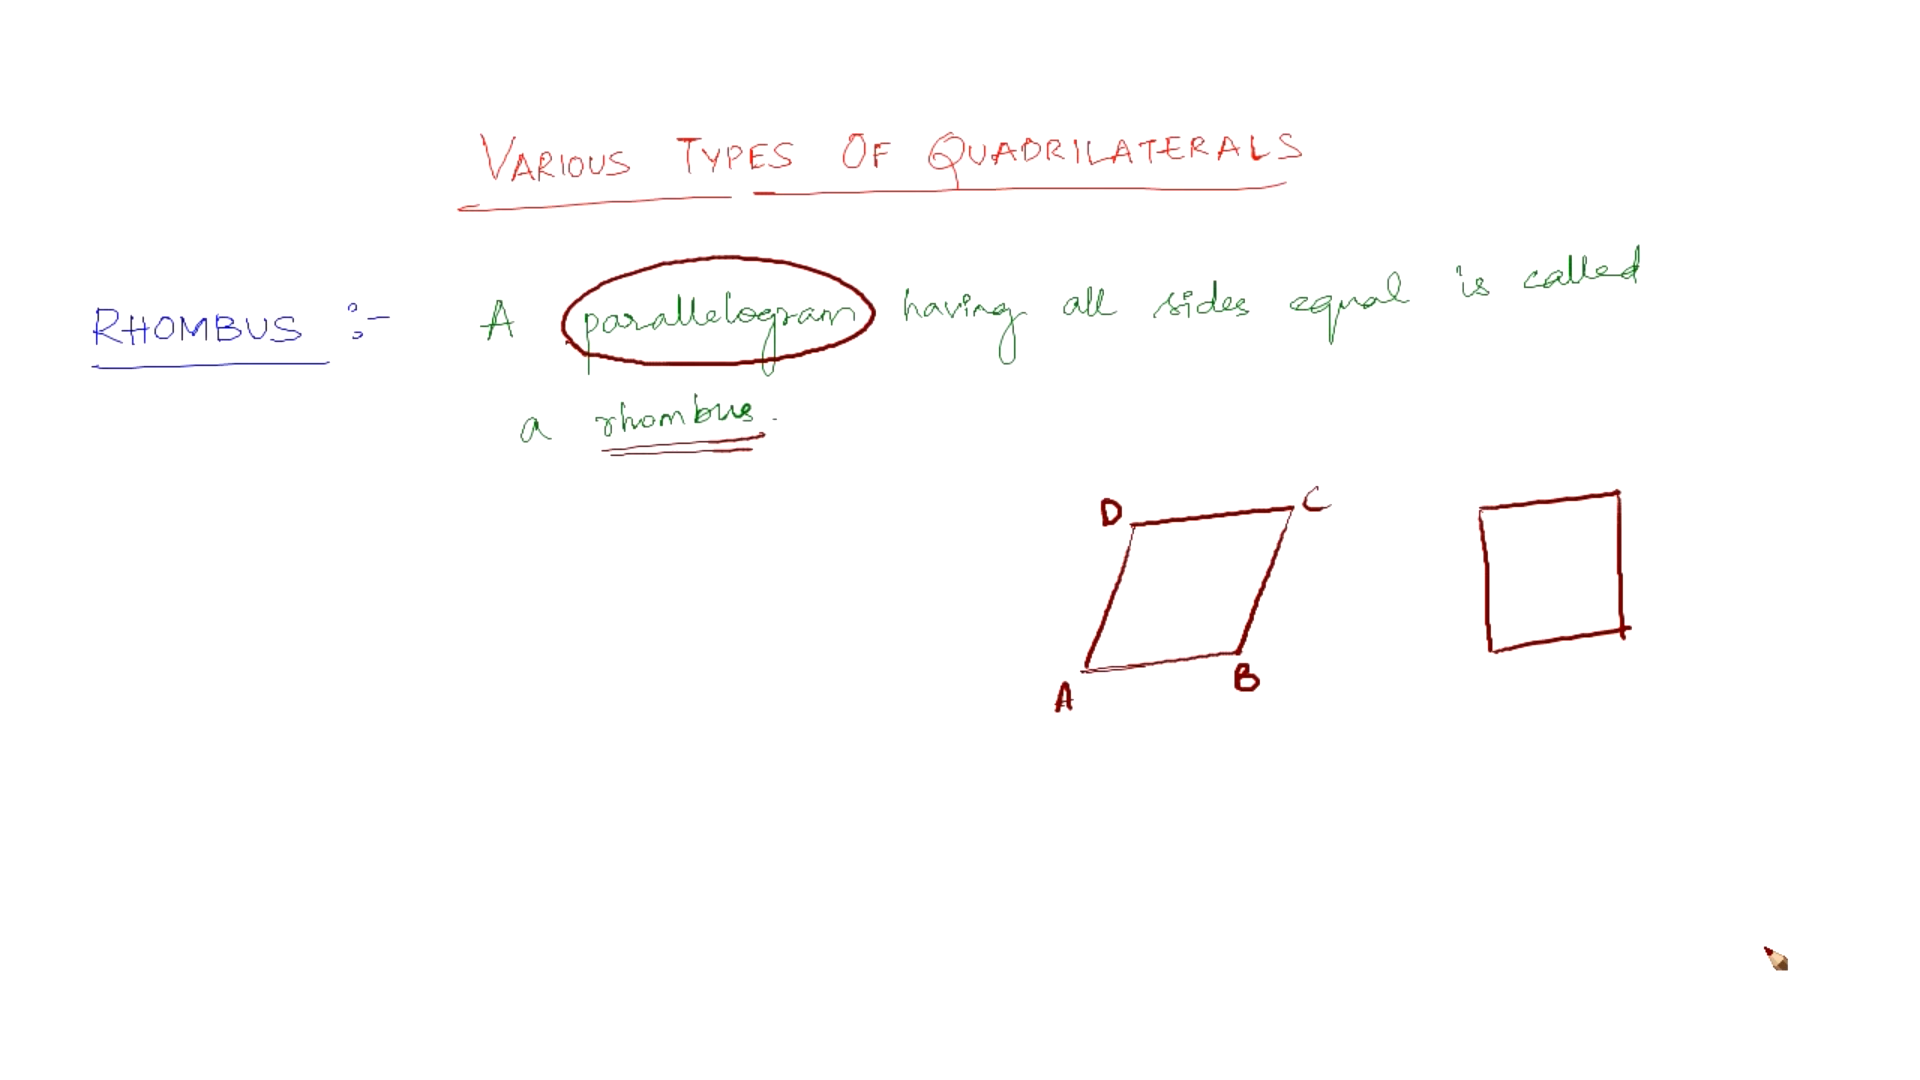 VARIOUS TYPES OF QUADRILATERALS
RHOMBUS :- A parallelogram having all sides equal is called
a rhombus.
D C
A B